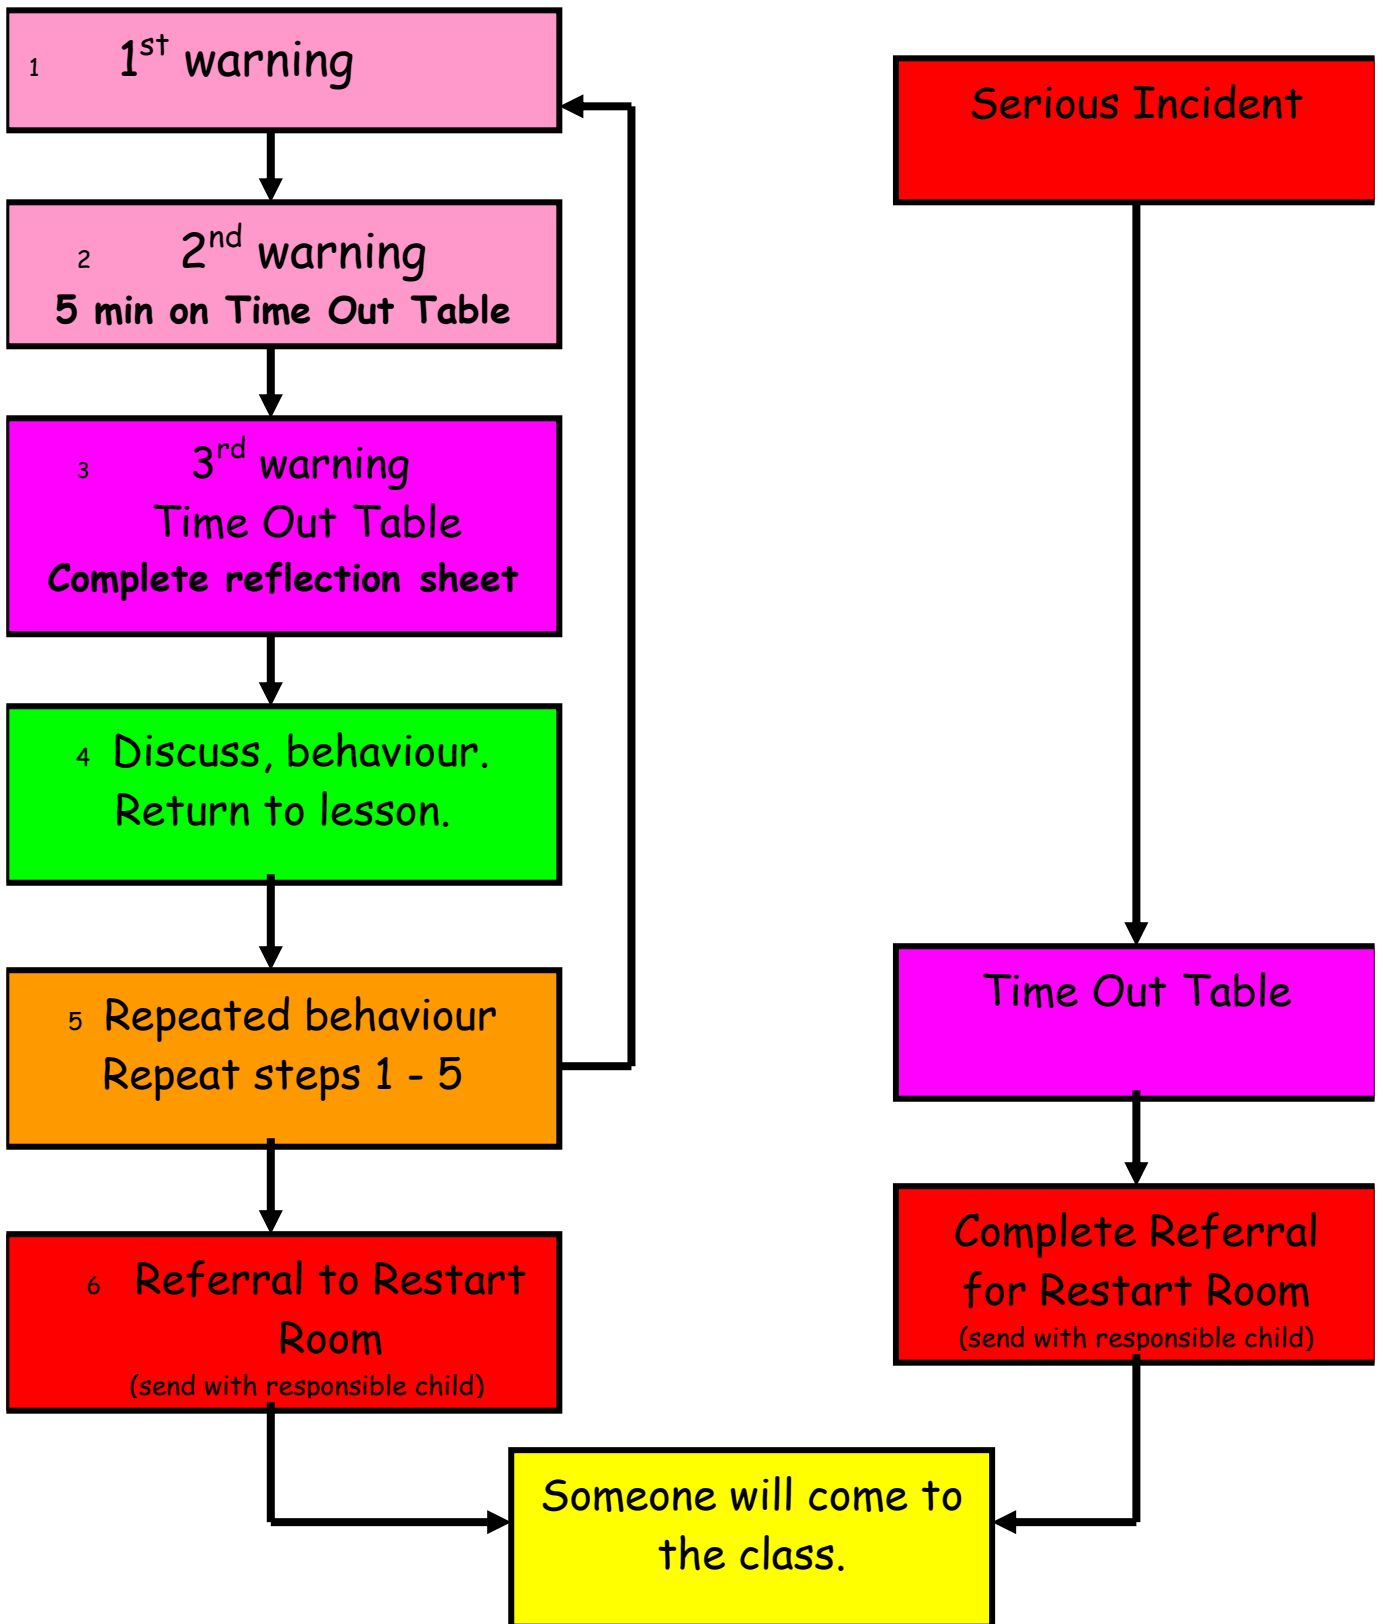 1 1st warning
2 2nd warning
5 min on Time Out Table
3 3rd warning
Time Out Table
Complete reflection sheet
4 Discuss, behaviour.
Return to lesson.
5 Repeated behaviour
Repeat steps 1 - 5
6 Referral to Restart
Room
(send with responsible child)
Serious Incident
Time Out Table
Complete Referral
for Restart Room
(send with responsible child)
Someone will come to
the class.